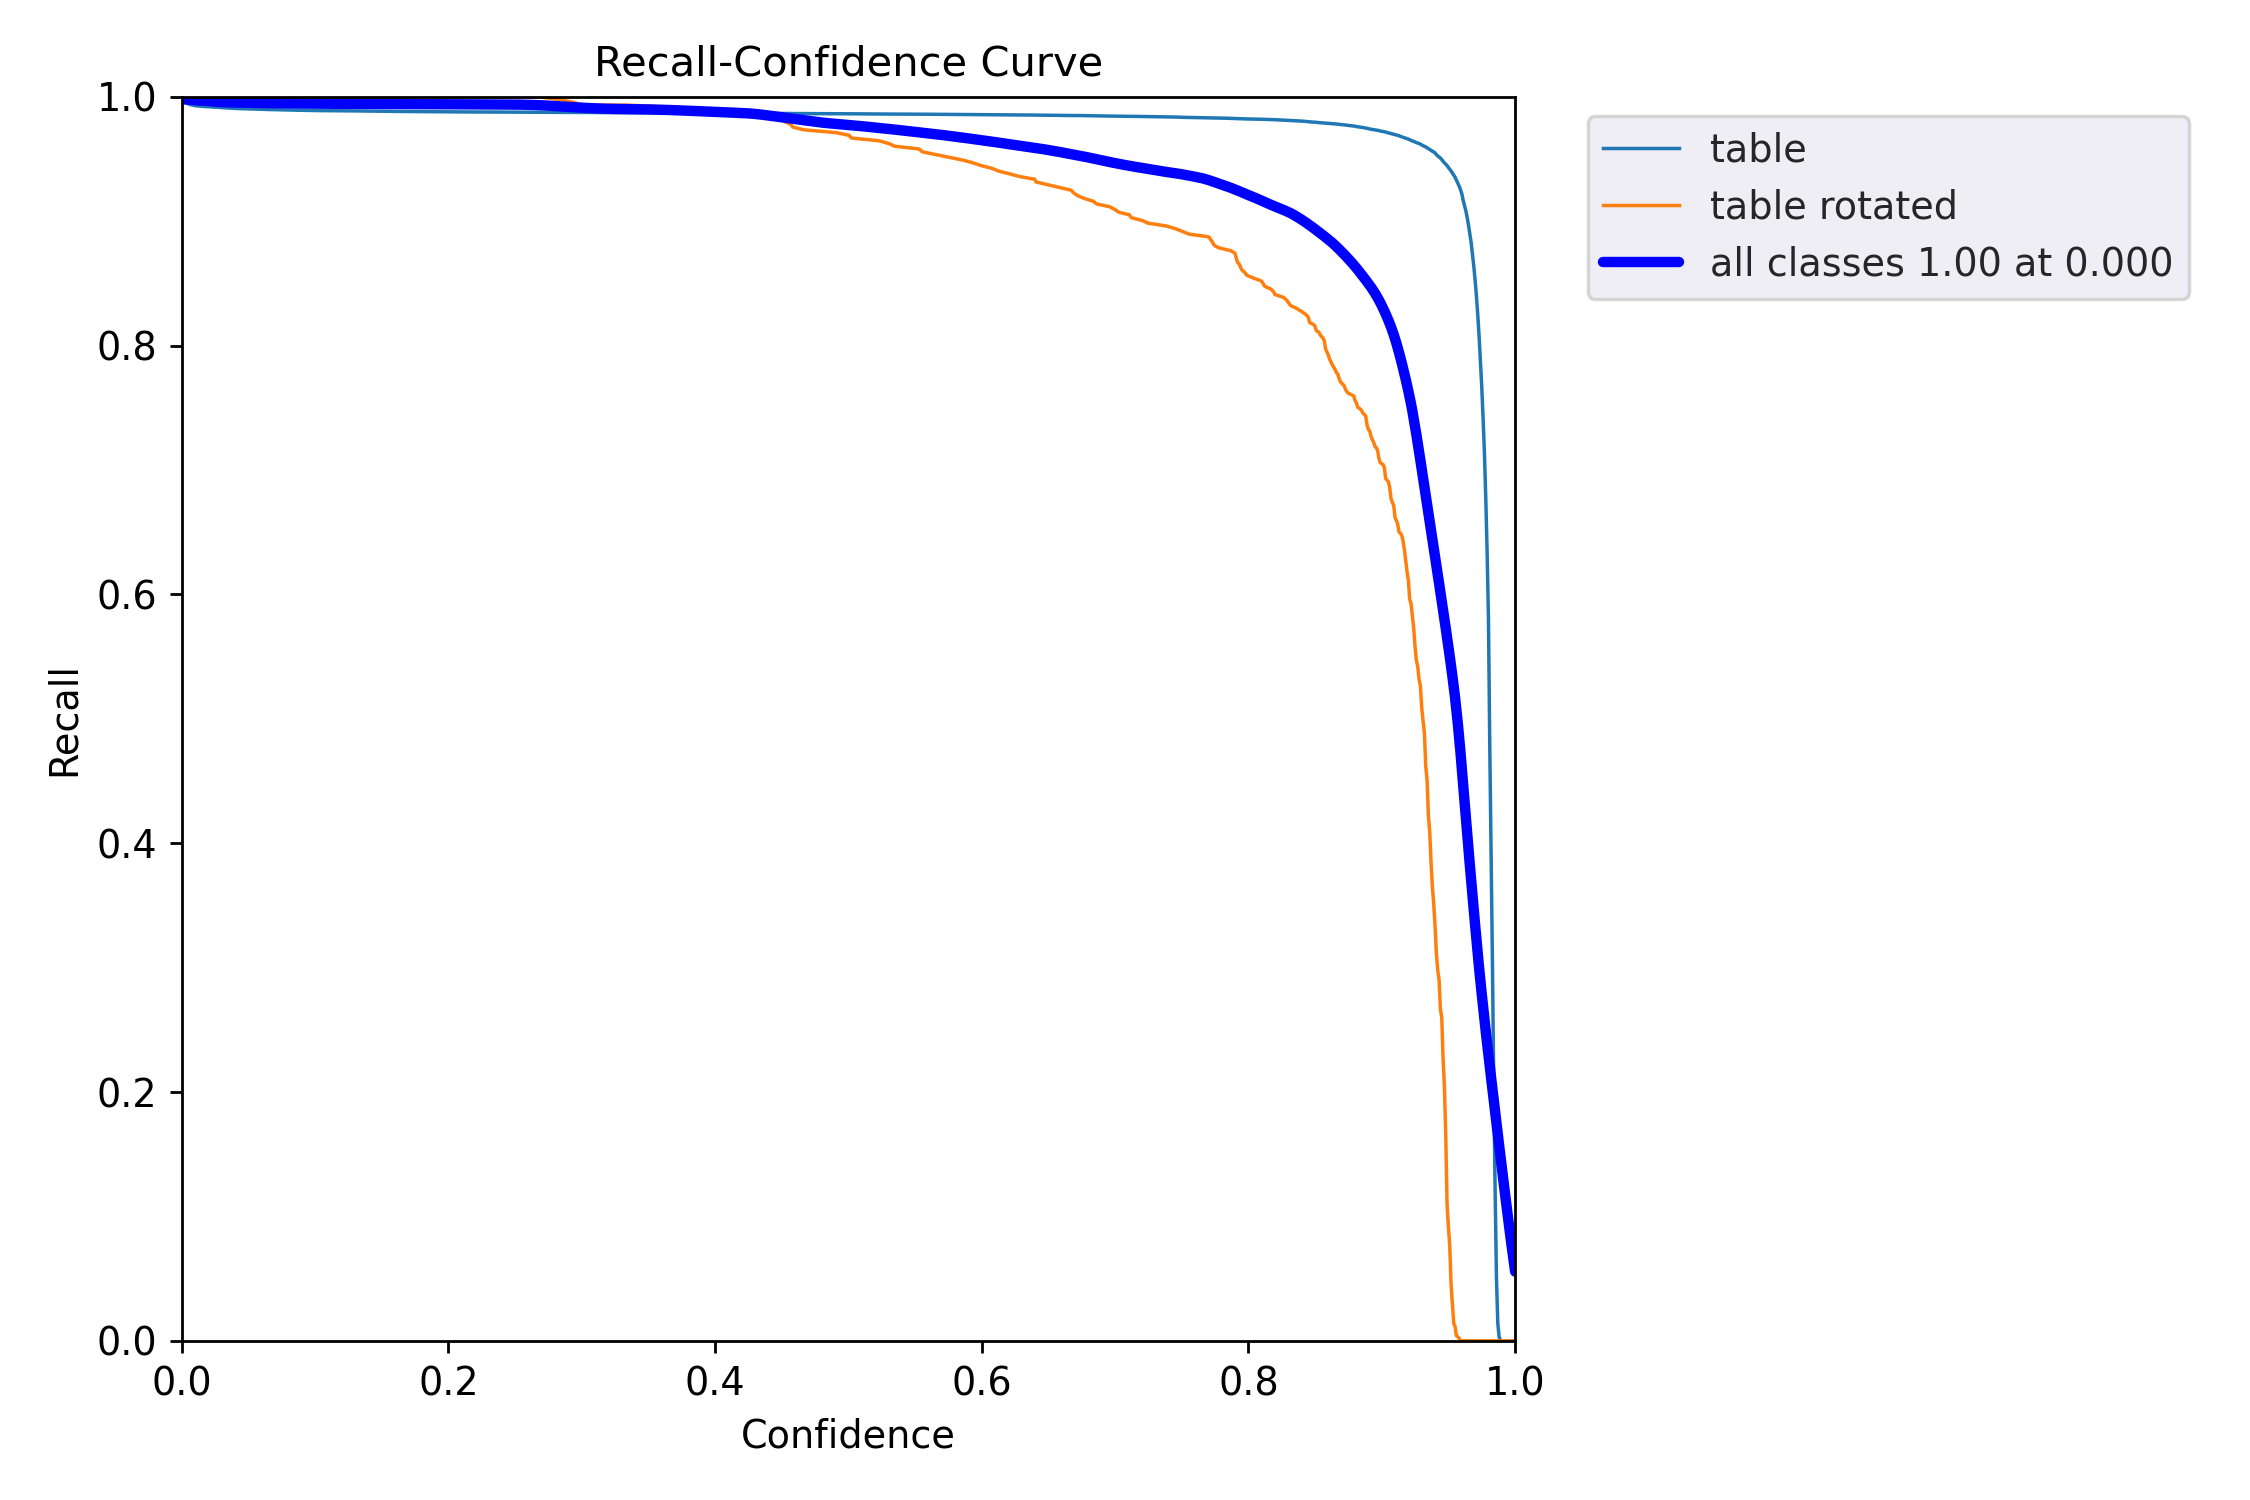 Recall-Confidence Curve
1.0
0.8
0.6
0.4
0.2
0.0
Recall
0.0 0.2 0.4 0.6 0.8 1.0
Confidence
table
table rotated
all classes 1.00 at 0.000